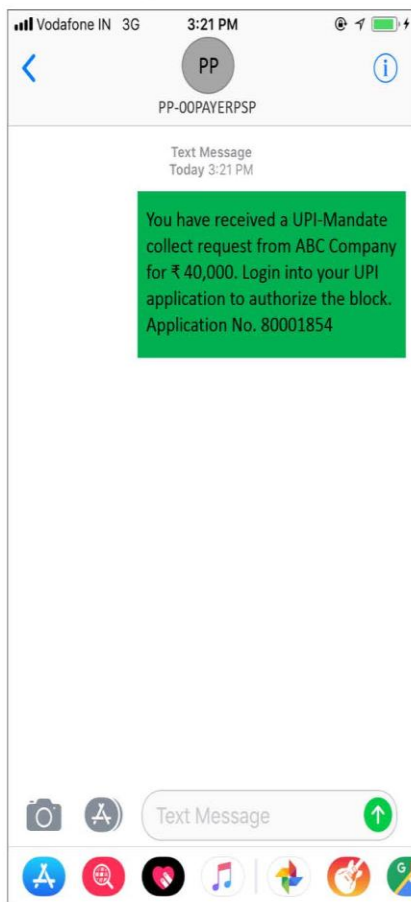 Vodafone IN 3G 3:21 PM
PP
PP-OOPAYERPSP
Text Message
Today 3:21 PM
You have received a UPI-Mandate
collect request from ABC Company
for ₹ 40,000. Login into your UPI
application to authorize the block.
Application No. 80001854
Text Message
G